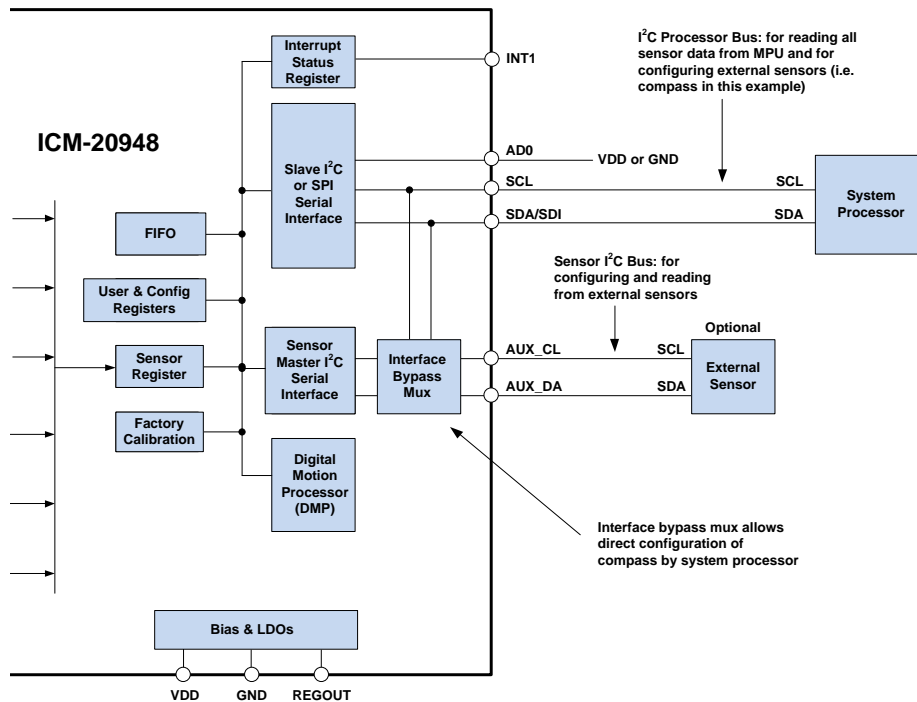 ICM-20948
Interrupt
Status
Register
INT1
I²C Processor Bus: for reading all
sensor data from MPU and for
configuring external sensors (i.e.
compass in this example)
Slave I²C
or SPI
Serial
Interface
AD0
VDD or GND
SCL
SCL
SDA/SDI
SDA
System
Processor
FIFO
User & Config
Registers
Sensor
Register
Factory
Calibration
Sensor
Master I²C
Serial
Interface
Interface
Bypass
Mux
Sensor I²C Bus: for
configuring and reading
from external sensors
AUX_CL
SCL
AUX_DA
SDA
Optional
External
Sensor
Digital
Motion
Processor
(DMP)
Interface bypass mux allows
direct configuration of
compass by system processor
Bias & LDOs
VDD
GND
REGOUT